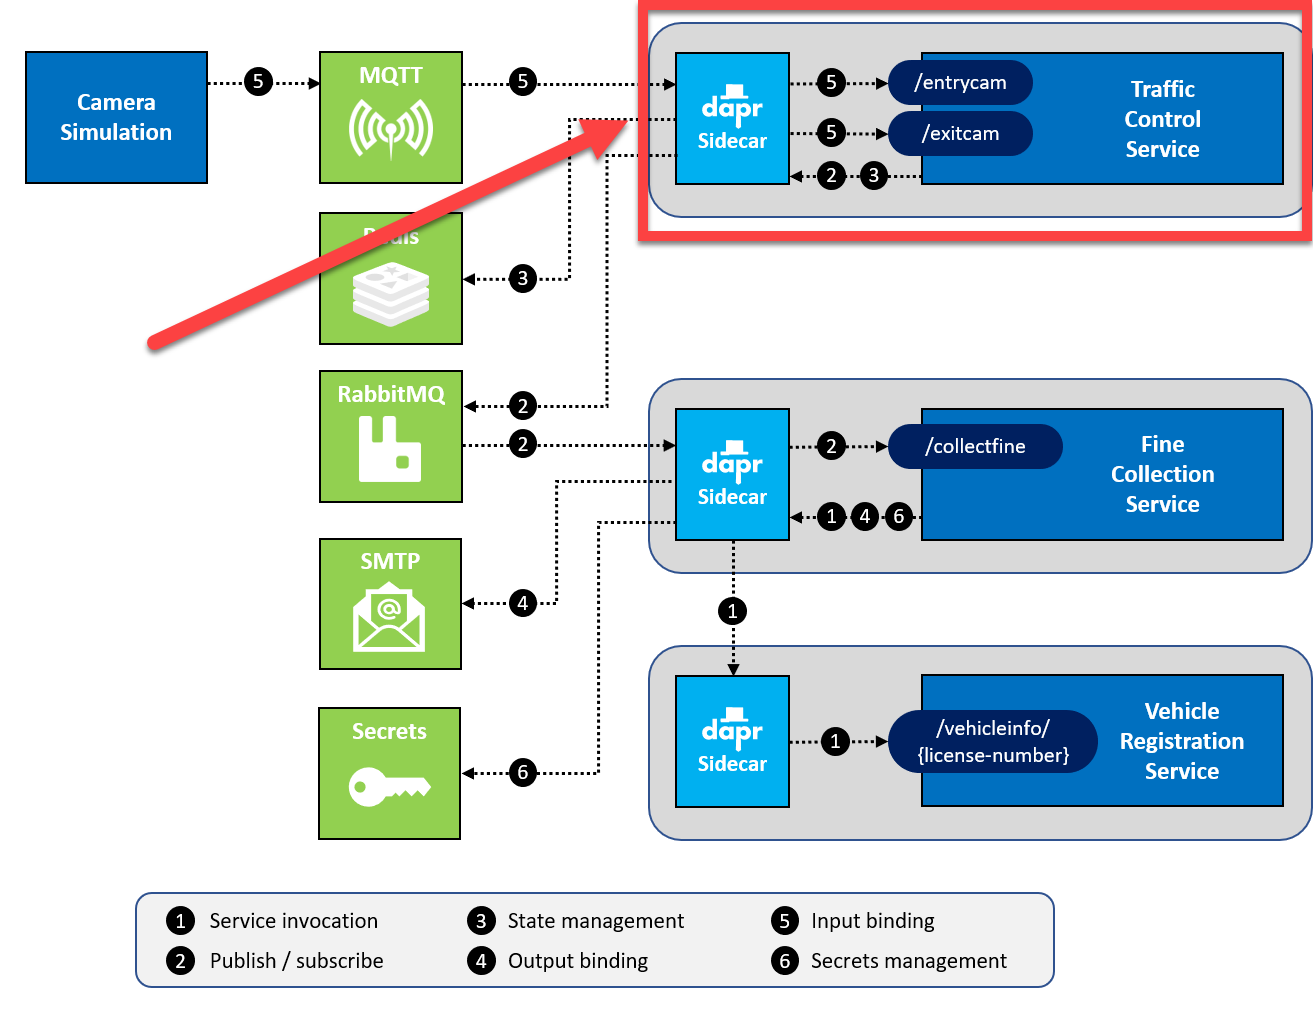 Camera
Simulation
5
MQTT
5
dapr
Sidecar
5
/entrycam
5
/exitcam
2 3
Traffic
Control
Service
3
RabbitMQ
2
2
dapr
Sidecar
2
/collectfine
1 4 6
Fine
Collection
Service
SMTP
@
4
1
Secrets
6
dapr
Sidecar
1
/vehicleinfo/
{license-number}
Vehicle
Registration
Service
1 Service invocation
2 Publish / subscribe
3 State management
4 Output binding
5 Input binding
6 Secrets management